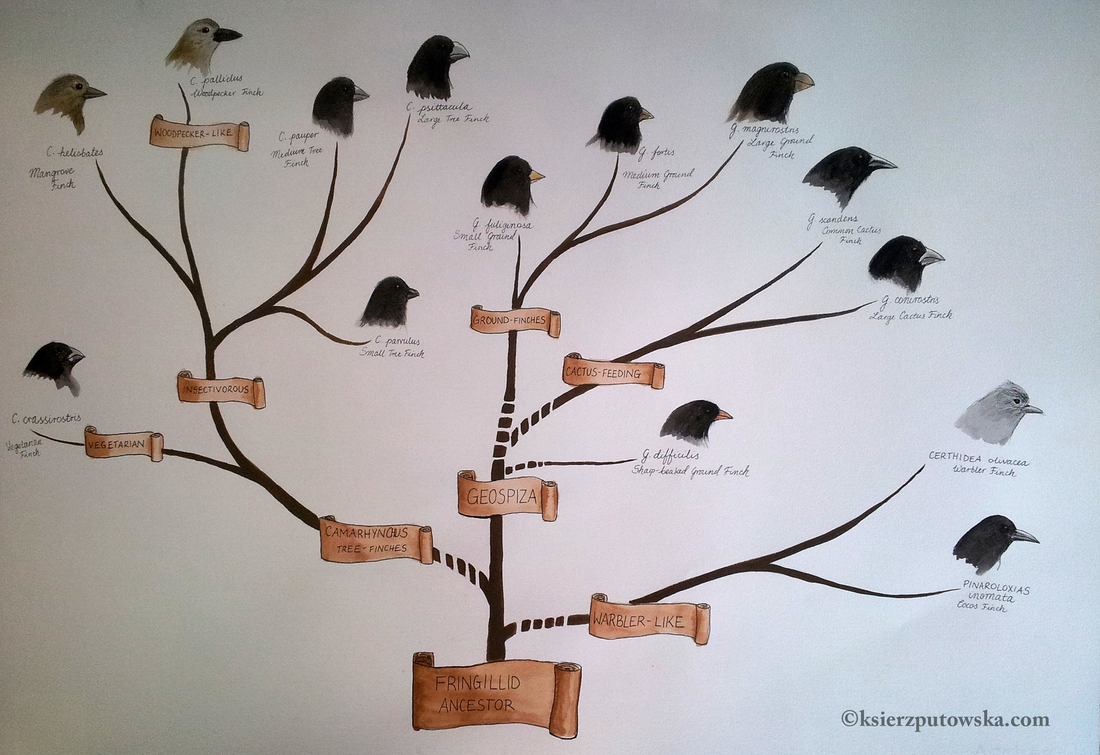 C. pallidus
Woodpecker Finch
WOODPECKER-LIKE
C. heliobates
Mangrove
Finch
C. pauper
Medium Tree
Finch
C. psittacula
Large Tree Finch
G. fortis
Medium Ground
Finch
G. magnirostris
Large Ground
Finch
G. fuliginosa
Small Ground
Finch
G. scandens
Common Cactus
Finch
G. conirostris
Large Cactus Finch
C. parvulus
Small Tree Finch
GROUND-FINCHES
CACTUS-FEEDING
INSECTIVOROUS
C. crassirostris
Vegetarian
Finch
VEGETARIAN
G. difficilis
Sharp-beaked Ground Finch
CERTHIDEA olivacea
Warbler Finch
GEOSPIZA
CAMARHYNCHUS
TREE-FINCHES
PINAROLOXIAS
inornata
Cocos Finch
WARBLER-LIKE
FRINGILLID
ANCESTOR
©ksierzputowska.com